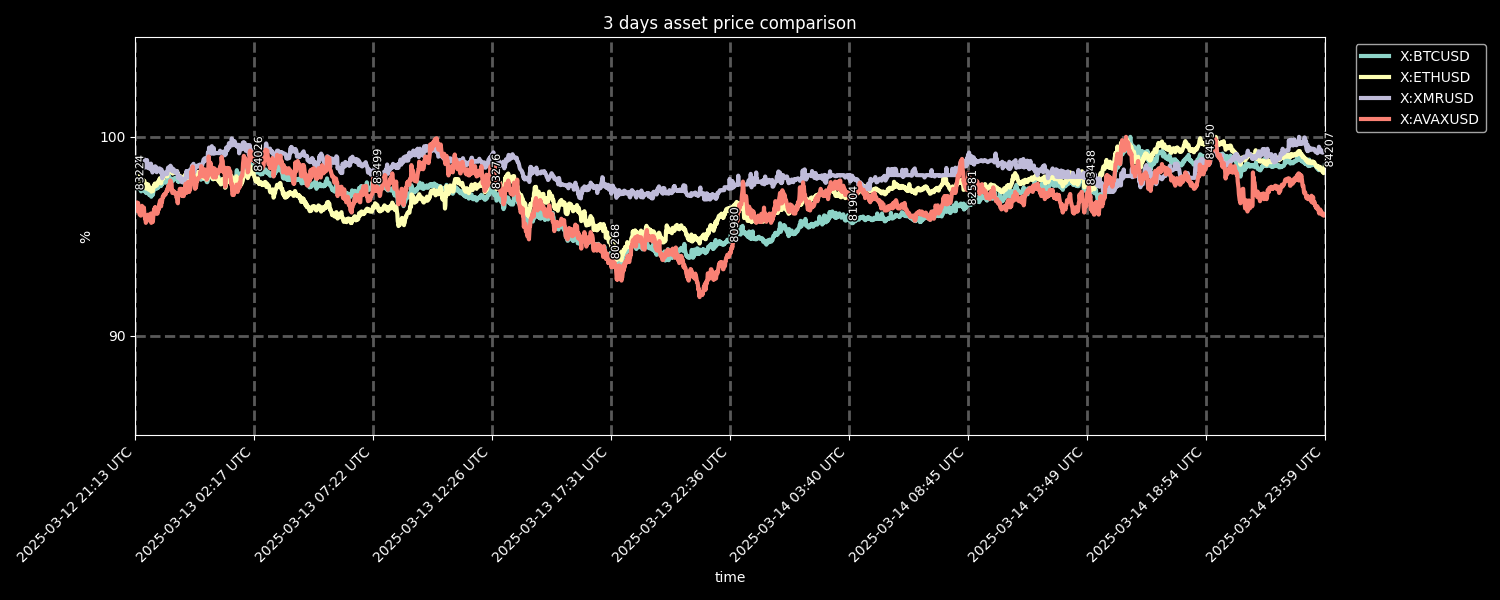 3 days asset price comparison
X:BTCUSD
X:ETHUSD
X:XMRUSD
X:AVAXUSD
100
90
%
83224
84026
83499
83276
80268
80980
81904
82581
83438
84550
84207
2025-03-12 21:13 UTC
2025-03-13 02:17 UTC
2025-03-13 07:22 UTC
2025-03-13 12:26 UTC
2025-03-13 17:31 UTC
2025-03-13 22:36 UTC
2025-03-14 03:40 UTC
2025-03-14 08:45 UTC
2025-03-14 13:49 UTC
2025-03-14 18:54 UTC
2025-03-14 23:59 UTC
time